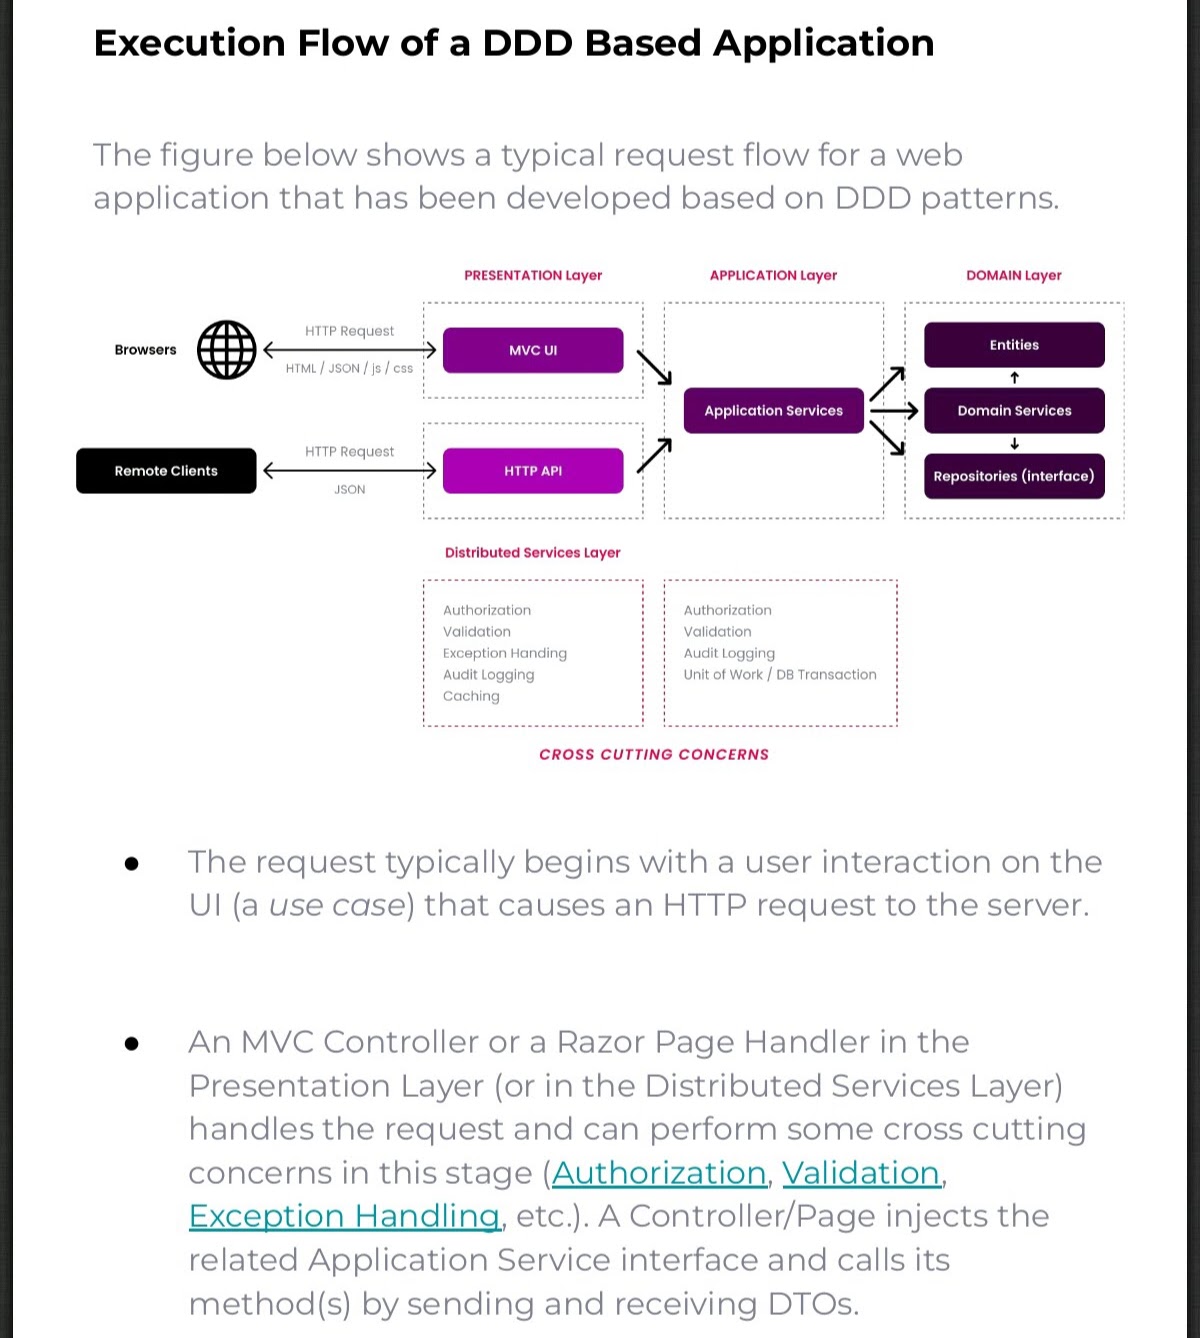 Execution Flow of a DDD Based Application
The figure below shows a typical request flow for a web
application that has been developed based on DDD patterns.
PRESENTATION Layer
APPLICATION Layer
DOMAIN Layer
Browsers
HTTP Request
HTML / JSON / js / css
MVC UI
Entities
Application Services
Domain Services
Remote Clients
HTTP Request
JSON
HTTP API
Repositories (interface)
Distributed Services Layer
Authorization
Validation
Exception Handing
Audit Logging
Caching
Authorization
Validation
Audit Logging
Unit of Work / DB Transaction
CROSS CUTTING CONCERNS
● The request typically begins with a user interaction on the
UI (a use case) that causes an HTTP request to the server.
● An MVC Controller or a Razor Page Handler in the
Presentation Layer (or in the Distributed Services Layer)
handles the request and can perform some cross cutting
concerns in this stage (Authorization, Validation,
Exception Handling, etc.). A Controller/Page injects the
related Application Service interface and calls its
method(s) by sending and receiving DTOs.